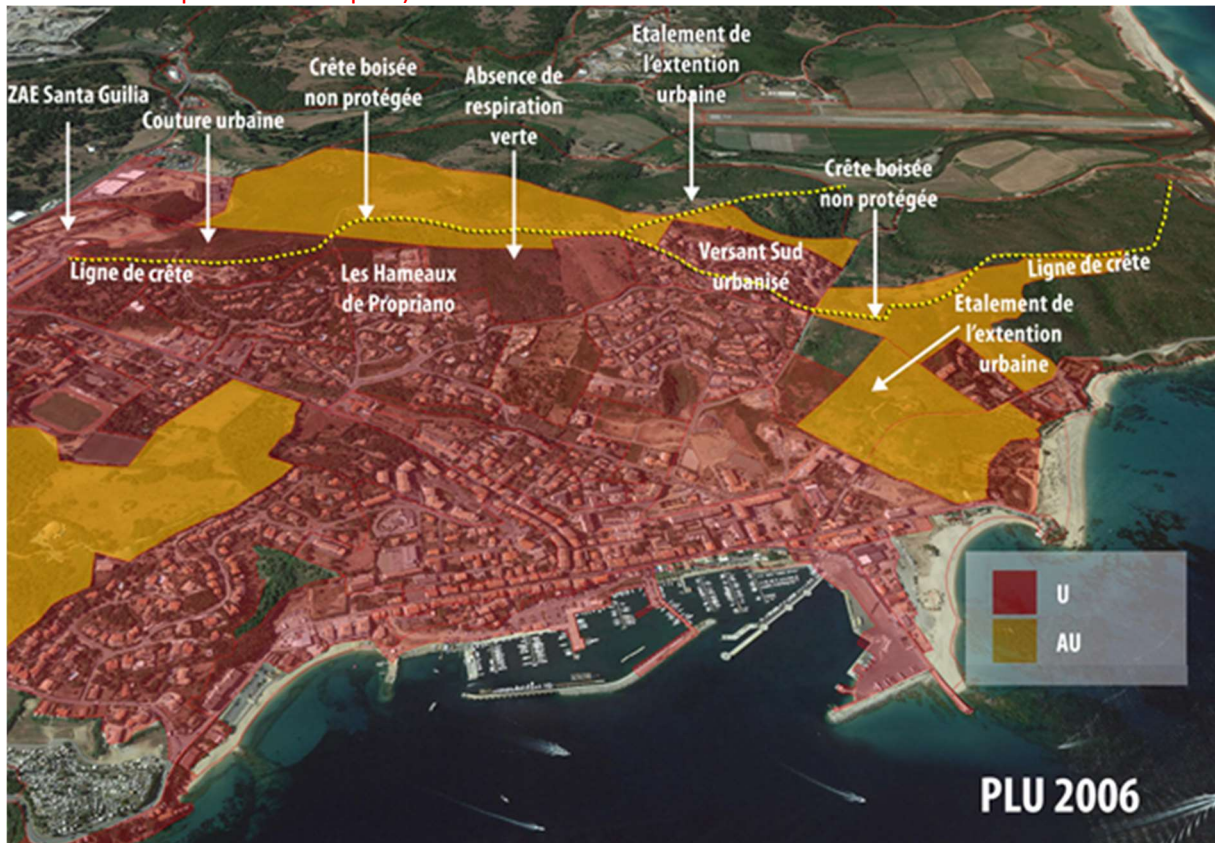 ZAE Santa Guilia
Couture urbaine
Crête boisée
non protégée
Absence de
respiration
verte
Etalement de
l'extention
urbaine
Crête boisée
non protégée
Ligne de crête
Les Hameaux
de Propriano
Versant Sud
urbanisé
Ligne de crête
Etalement de
l'extention
urbaine
U
AU
PLU 2006